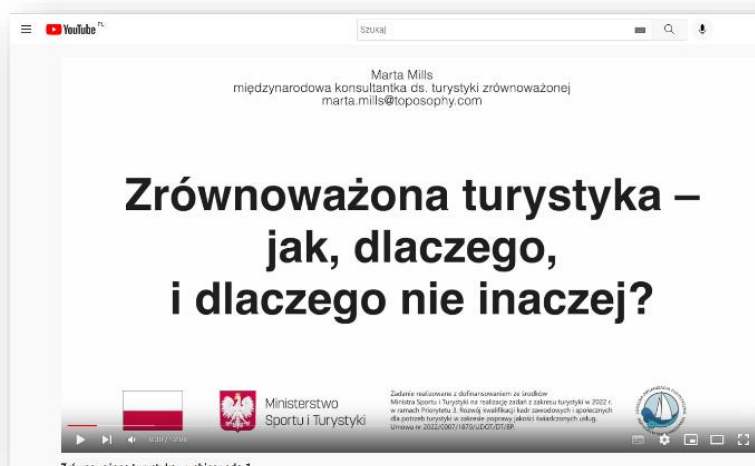 YouTube PL
Szukaj
Marta Mills
międzynarodowa konsultantka ds. turystyki zrównoważonej
marta.mills@toposophy.com
Zrównoważona turystyka –
jak, dlaczego,
i dlaczego nie inaczej?
Ministerstwo
Sportu i Turystyki
Zadanie realizowane z dofinansowaniem ze środków
Ministra Sportu i Turystyki na realizację zadań z zakresu turystyki w 2022 r.
w ramach Priorytetu 3. Rozwój kwalifikacji kadr zawodowych i społecznych
dla potrzeb turystyki w zakresie poprawy jakości świadczonych usług.
Umowa nr 2022/0007/1870/UDOT/DT/BP.